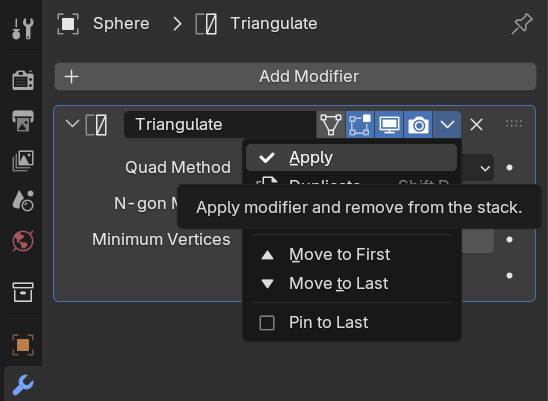 Sphere > Triangulate
Add Modifier
Triangulate
Apply
Quad Method
Duplicate Shift D
Apply modifier and remove from the stack.
N-gon M
Minimum Vertices
Move to First
Move to Last
Pin to Last